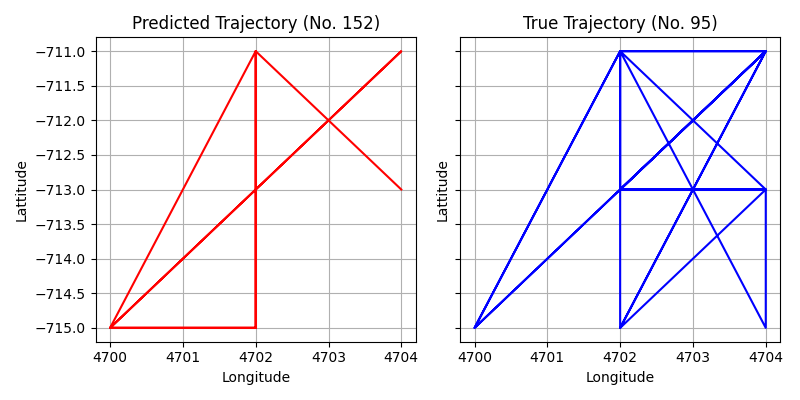 Predicted Trajectory (No. 152)
True Trajectory (No. 95)
−711.0
−711.5
−712.0
−712.5
−713.0
−713.5
−714.0
−714.5
−715.0
Lattitude
Lattitude
4700 4701 4702 4703 4704
4700 4701 4702 4703 4704
Longitude
Longitude